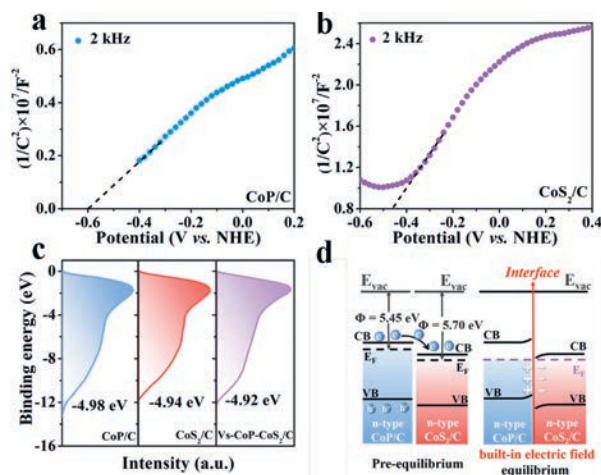 a
2 kHz
(1/C²)×10⁷/F⁻²
0.6
0.4
0.2
0.0
-0.6 -0.4 -0.2 0.0 0.2
CoP/C
Potential (V vs. NHE)
b
2 kHz
(1/C²)×10⁷/F⁻²
2.4
1.8
1.2
0.8
-0.6 -0.4 -0.2 0.0 0.2 0.4
CoS₂/C
Potential (V vs. NHE)
c
Binding energy (eV)
0
-4
-8
-12
-16
-4.98 eV
-4.94 eV
-4.92 eV
CoP/C
CoS₂/C
Vs-CoP-CoS₂/C
Intensity (a.u.)
d
Interface
Evac
Evac
Evac
Φ = 5.45 eV
Φ = 5.70 eV
CB
CB
EF
CB
CB
EF
VB
VB
VB
VB
n-type CoP/C
n-type CoS₂/C
n-type CoP/C
n-type CoS₂/C
Pre-equilibrium
built-in electric field
equilibrium